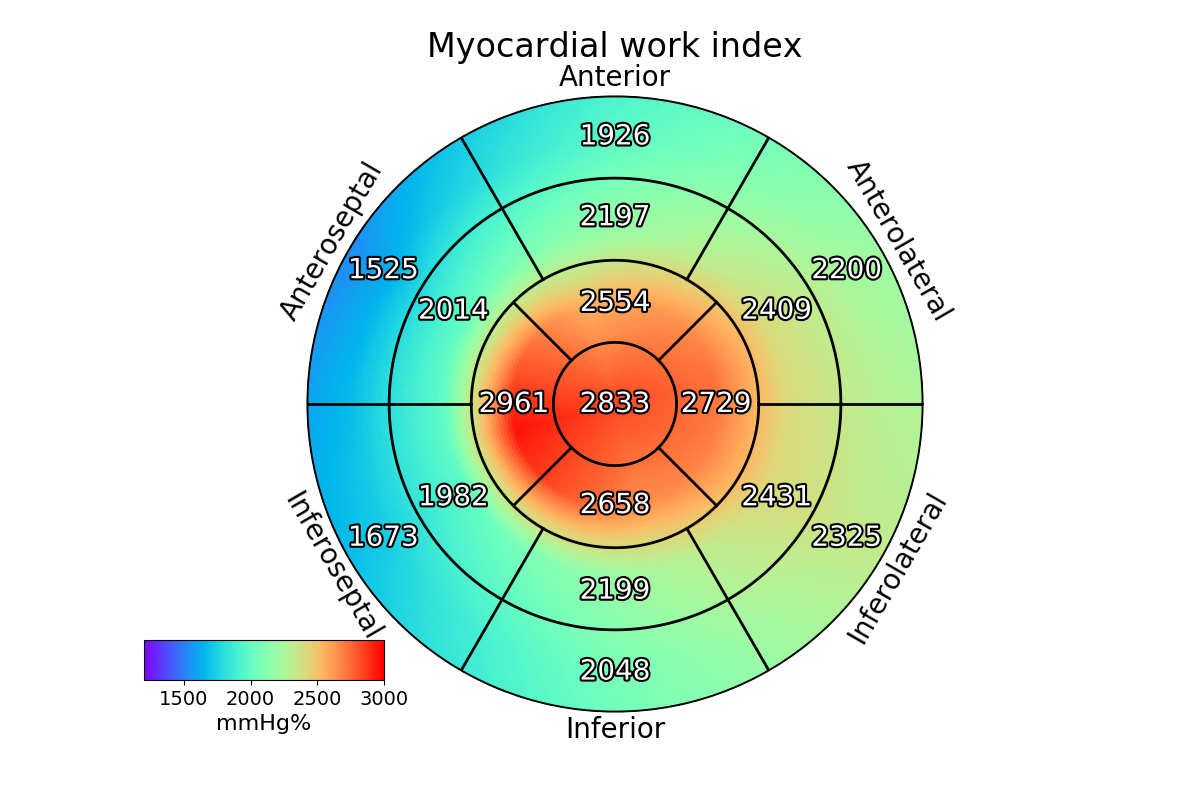 Myocardial work index
Anterior
1926
Anteroseptal
Anterolateral
2197
1525
2200
2014
2554
2409
2961
2833
2729
1982
2658
2431
1673
2325
Inferoseptal
Inferolateral
2199
2048
Inferior
1500 2000 2500 3000
mmHg%